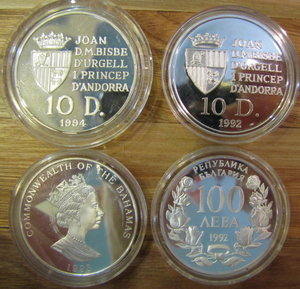 JOAN
D.M.BISBE
D'URGELL
I PRINCEP
D'ANDORRA
10 D.
1994
JOAN
D.M.BISBE
D'URGELL
I PRINCEP
D'ANDORRA
10 D.
1992
COMMONWEALTH OF THE BAHAMAS
РЕПУБЛИКА
БЪЛГАРИЯ
100
ЛЕВА
1992